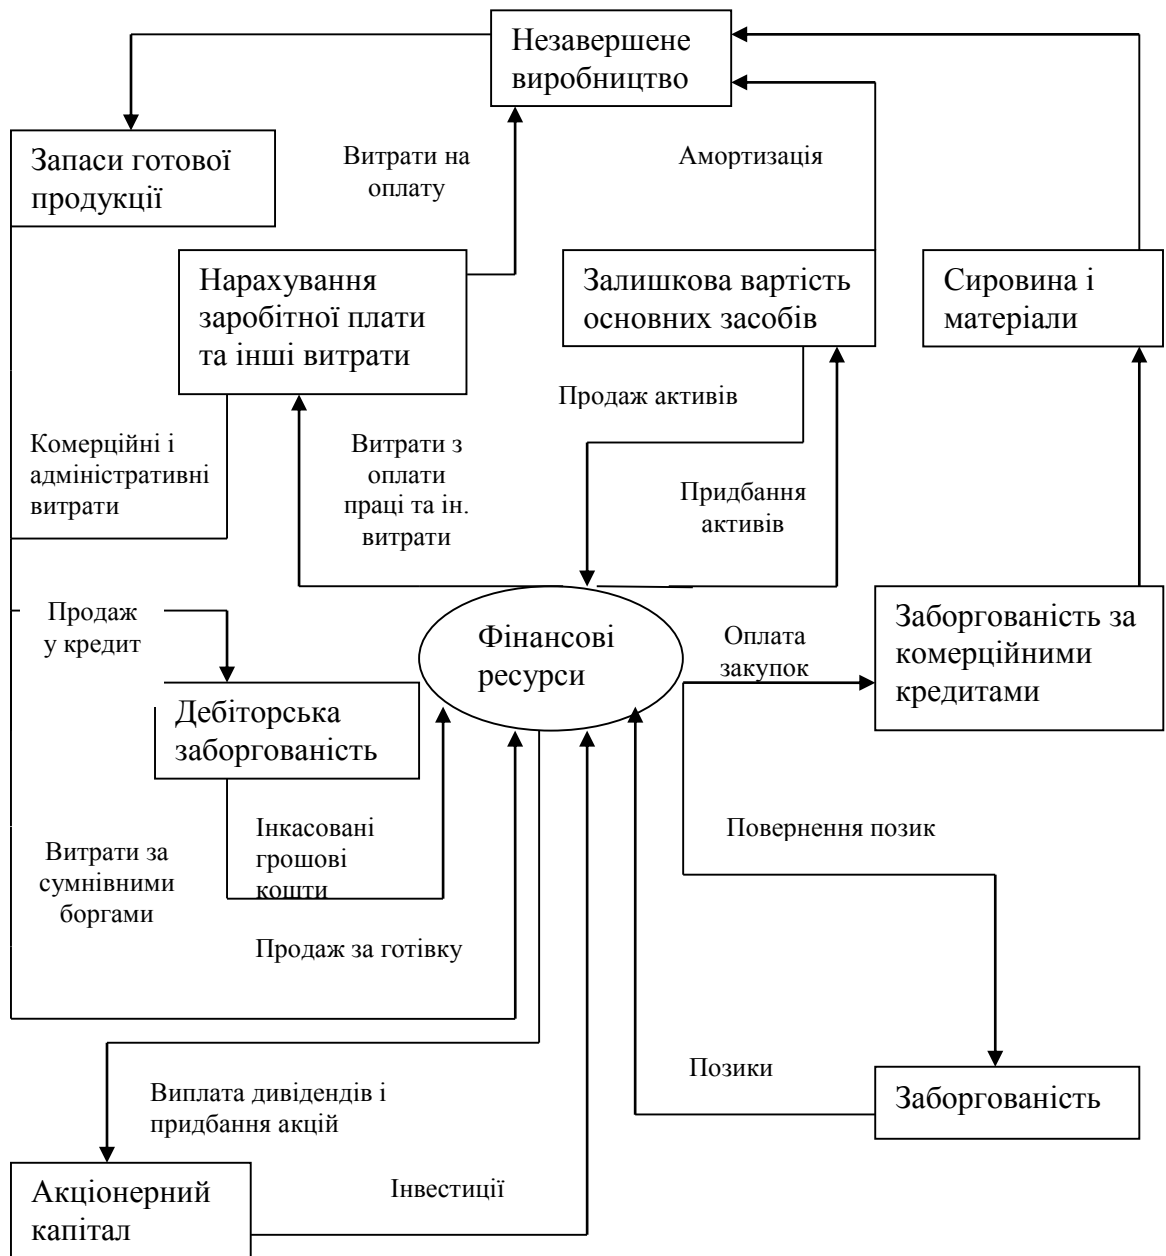 Незавершене
виробництво
Запаси готової
продукції
Витрати на
оплату
Амортизація
Нарахування
заробітної плати
та інші витрати
Залишкова вартість
основних засобів
Сировина і
матеріали
Продаж активів
Комерційні і
адміністративні
витрати
Витрати з
оплати
праці та ін.
витрати
Придбання
активів
Продаж
у кредит
Фінансові
ресурси
Оплата
закупок
Заборгованість за
комерційними
кредитами
Дебіторська
заборгованість
Інкасовані
грошові
кошти
Повернення позик
Витрати за
сумнівними
боргами
Продаж за готівку
Позики
Заборгованість
Виплата дивідендів і
придбання акцій
Акціонерний
капітал
Інвестиції